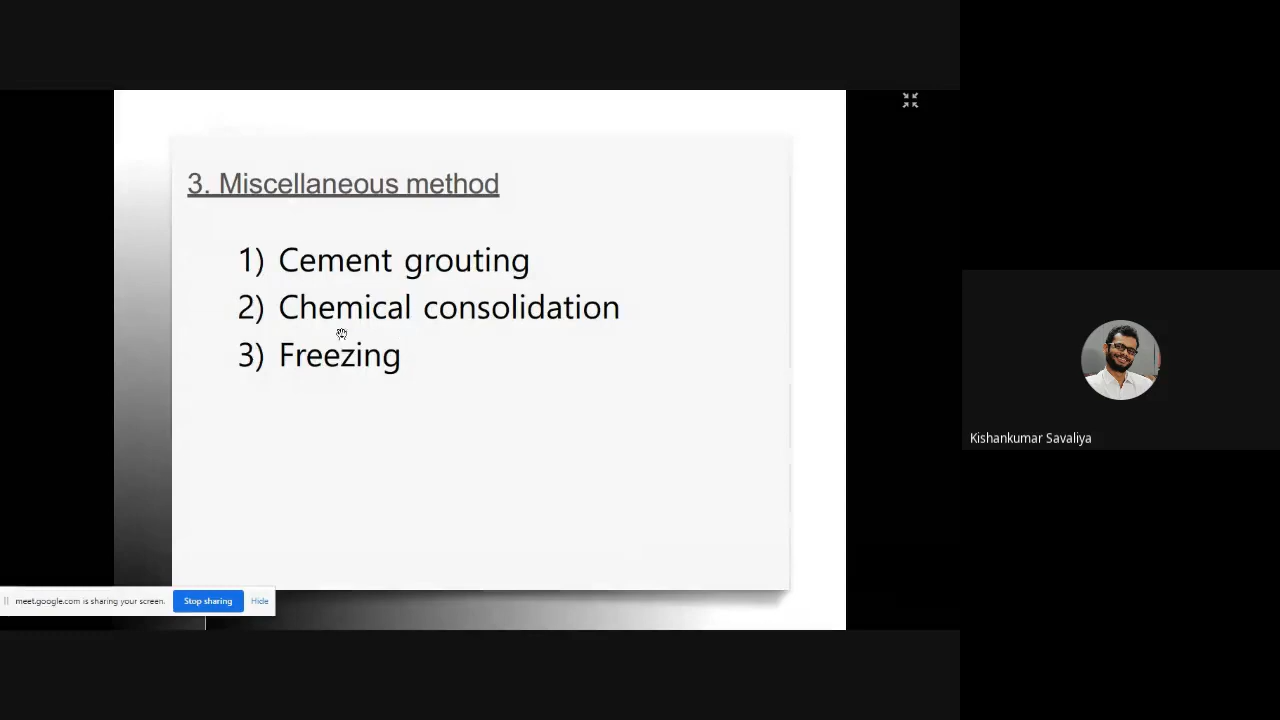 3. Miscellaneous method
1) Cement grouting
2) Chemical consolidation
3) Freezing
Kishankumar Savaliya
meet.google.com is sharing your screen. Stop sharing Hide